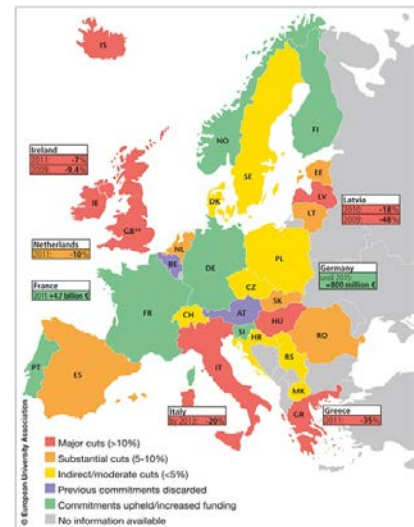 IS
NO
FI
SE
EE
LV
LT
DK
Ireland
2011: -7%
2009: -9.4%
IE
GB**
Latvia
2010: -18%
2009: -48%
Netherlands
2011: -10%
NL
BE
DE
PL
Germany
until 2015:
+800 million €
France
2011: +4.7 billion €
FR
CZ
SK
CH
AT
HU
SI
HR
RO
RS
PT
ES
IT
MK
GR
Italy
by 2012: -20%
Greece
2011: -35%
Major cuts (>10%)
Substantial cuts (5-10%)
Indirect/moderate cuts (<5%)
Previous commitments discarded
Commitments upheld/increased funding
No information available
© European University Association